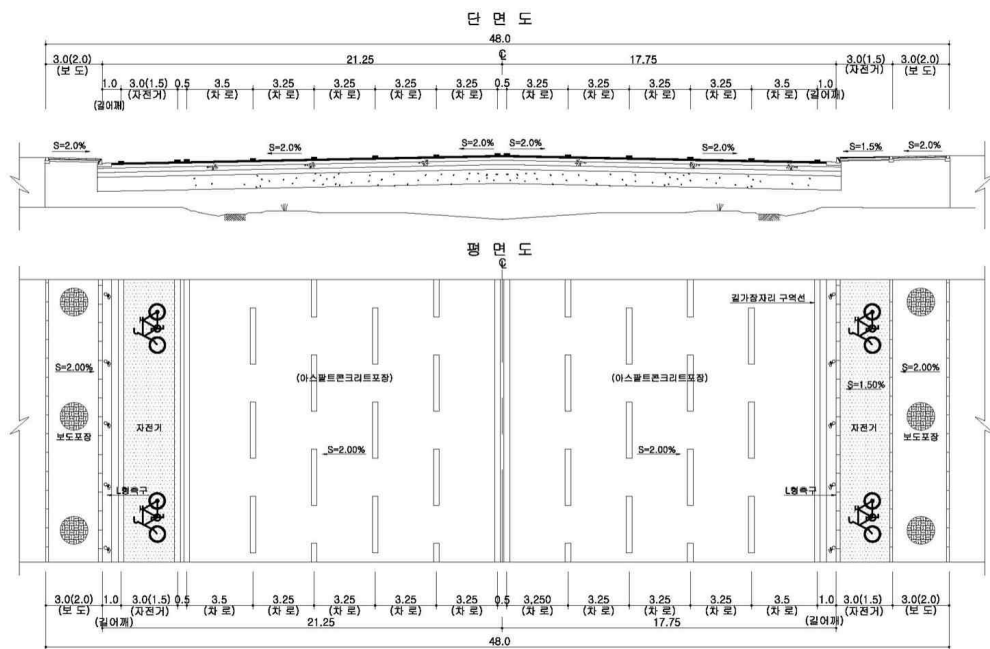 단 면 도
48.0
3.0(2.0) 21.25 ℄ 17.75 3.0(1.5) 3.0(2.0)
(보 도) (자전거) (보 도)
1.0 3.0(1.5) 0.5 3.5 3.25 3.25 3.25 3.25 0.5 3.25 3.25 3.25 3.25 3.5 1.0
(길어깨) (자전거) (차 로) (차 로) (차 로) (차 로) (차 로) (차 로) (차 로) (차 로) (차 로) (차 로) (길어깨)
S=2.0% S=2.0% S=2.0% S=2.0% S=2.0% S=1.5% S=2.0%
평 면 도
℄
길가장자리 구역선
S=2.00% (아스팔트콘크리트포장) (아스팔트콘크리트포장) S=2.00%
S=1.50%
보도포장 자전거 자전거 보도포장
S=2.00% S=2.00%
L형측구 L형측구
3.0(2.0) 1.0 3.0(1.5) 0.5 3.5 3.25 3.25 3.25 3.25 0.5 3.250 3.25 3.25 3.25 3.5 1.0 3.0(1.5) 3.0(2.0)
(보 도) (길어깨) (자전거) (차 로) (차 로) (차 로) (차 로) (차 로) (차 로) (차 로) (차 로) (차 로) (차 로) (길어깨) (자전거) (보 도)
21.25 17.75
48.0